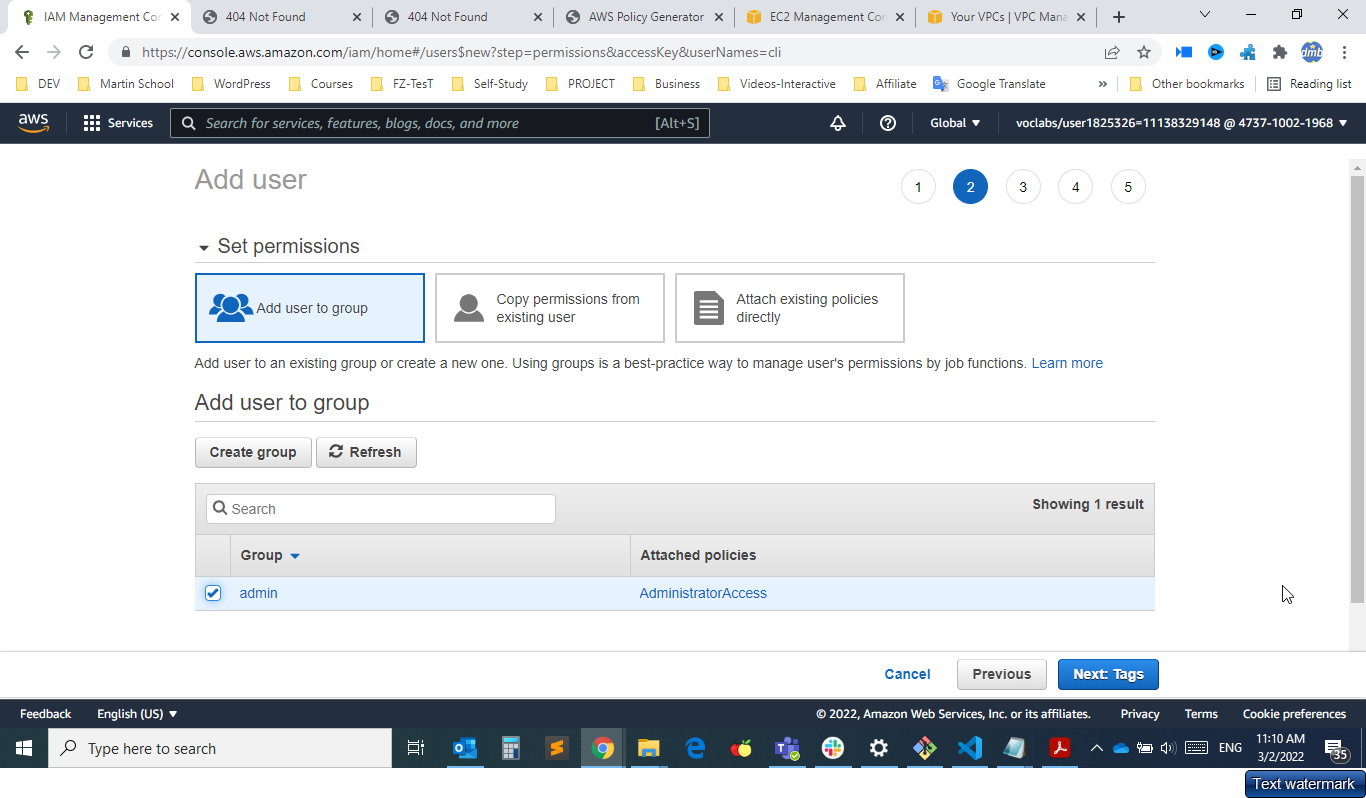 IAM Management Con
404 Not Found
404 Not Found
AWS Policy Generator
EC2 Management Con
Your VPCs | VPC Mana
https://console.aws.amazon.com/iam/home#/users$new?step=permissions&accessKey&userNames=cli
dmb
DEV
Martin School
WordPress
Courses
FZ-TesT
Self-Study
PROJECT
Business
Videos-Interactive
Affiliate
Google Translate
»
Other bookmarks
Reading list
aws
Services
Search for services, features, blogs, docs, and more
[Alt+S]
Global
voclabs/user1825326=11138329148 @ 4737-1002-1968
Add user
1
2
3
4
5
Set permissions
Add user to group
Copy permissions from
existing user
Attach existing policies
directly
Add user to an existing group or create a new one. Using groups is a best-practice way to manage user's permissions by job functions. Learn more
Add user to group
Create group
Refresh
Search
Showing 1 result
Group
Attached policies
admin
AdministratorAccess
Cancel
Previous
Next: Tags
Feedback
English (US)
© 2022, Amazon Web Services, Inc. or its affiliates.
Privacy
Terms
Cookie preferences
Type here to search
ENG
11:10 AM
3/2/2022
35
Text watermark